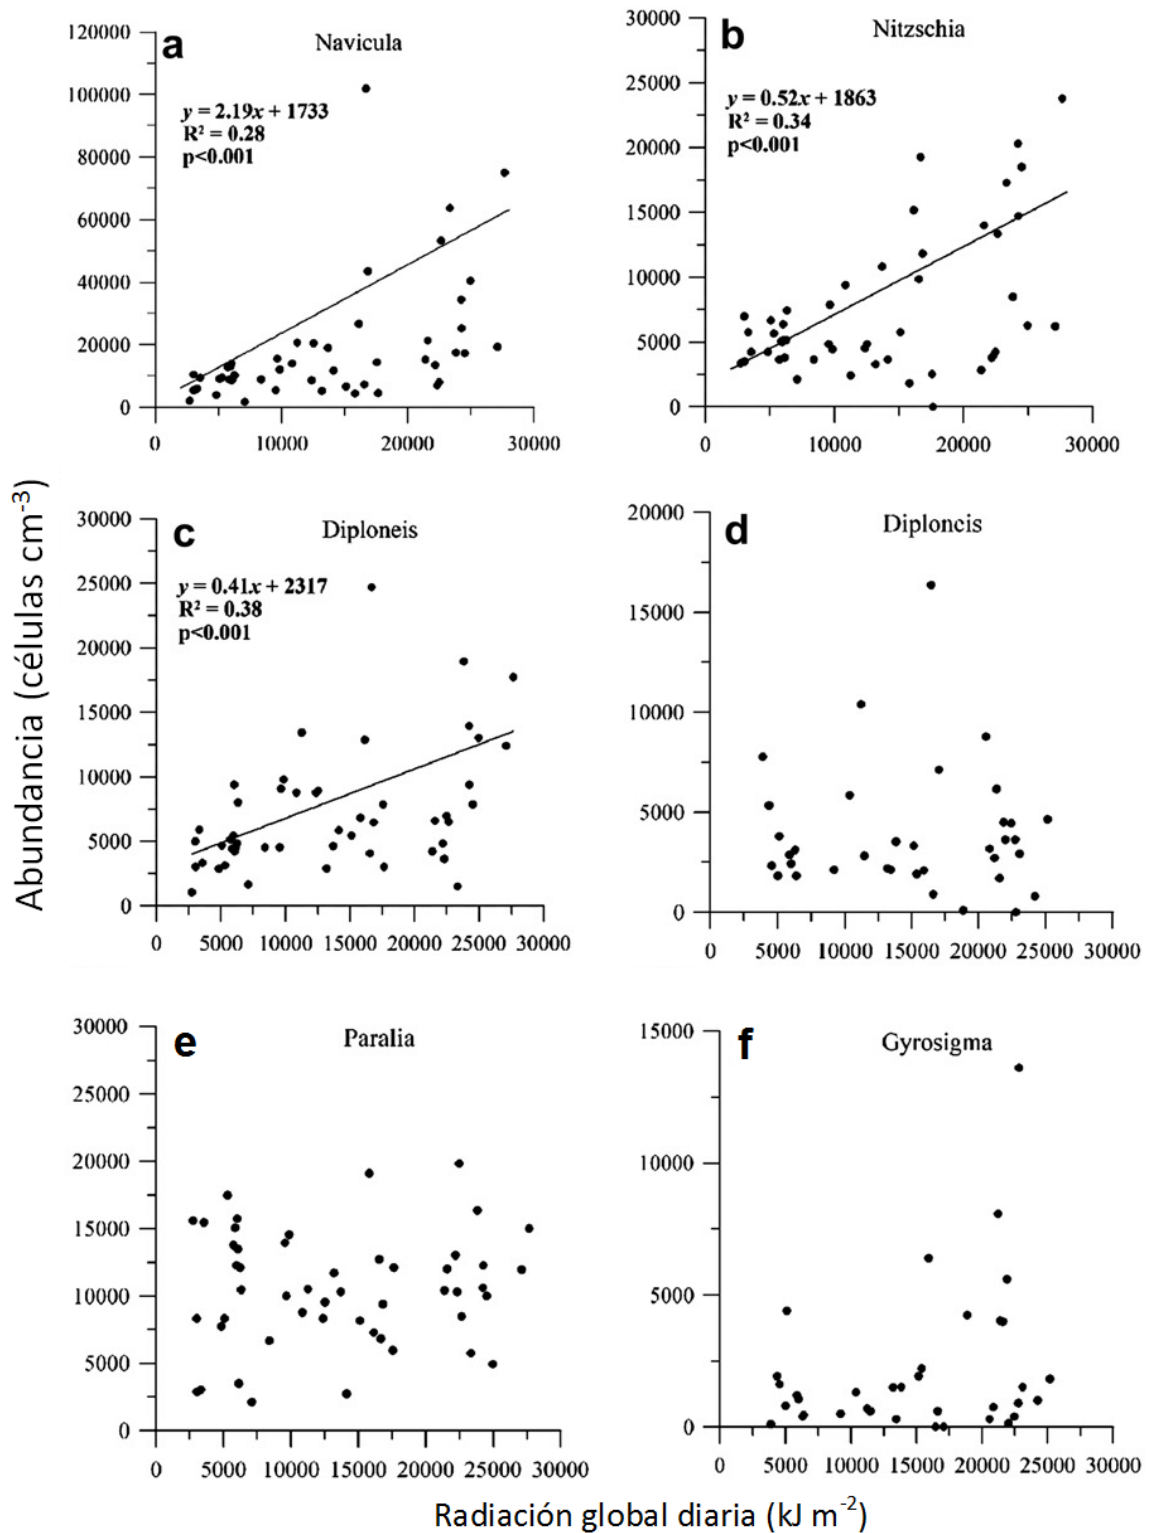 a
Navicula
y = 2.19x + 1733
R² = 0.28
p<0.001
120000
100000
80000
60000
40000
20000
0
0 10000 20000 30000
b
Nitzschia
y = 0.52x + 1863
R² = 0.34
p<0.001
30000
25000
20000
15000
10000
5000
0
0 10000 20000 30000
Abundancia (células cm⁻³)
c
Diploneis
y = 0.41x + 2317
R² = 0.38
p<0.001
30000
25000
20000
15000
10000
5000
0
0 5000 10000 15000 20000 25000 30000
d
Diploncis
20000
15000
10000
5000
0
0 5000 10000 15000 20000 25000 30000
e
Paralia
30000
25000
20000
15000
10000
5000
0
0 5000 10000 15000 20000 25000 30000
f
Gyrosigma
15000
10000
5000
0
0 5000 10000 15000 20000 25000 30000
Radiación global diaria (kJ m⁻²)